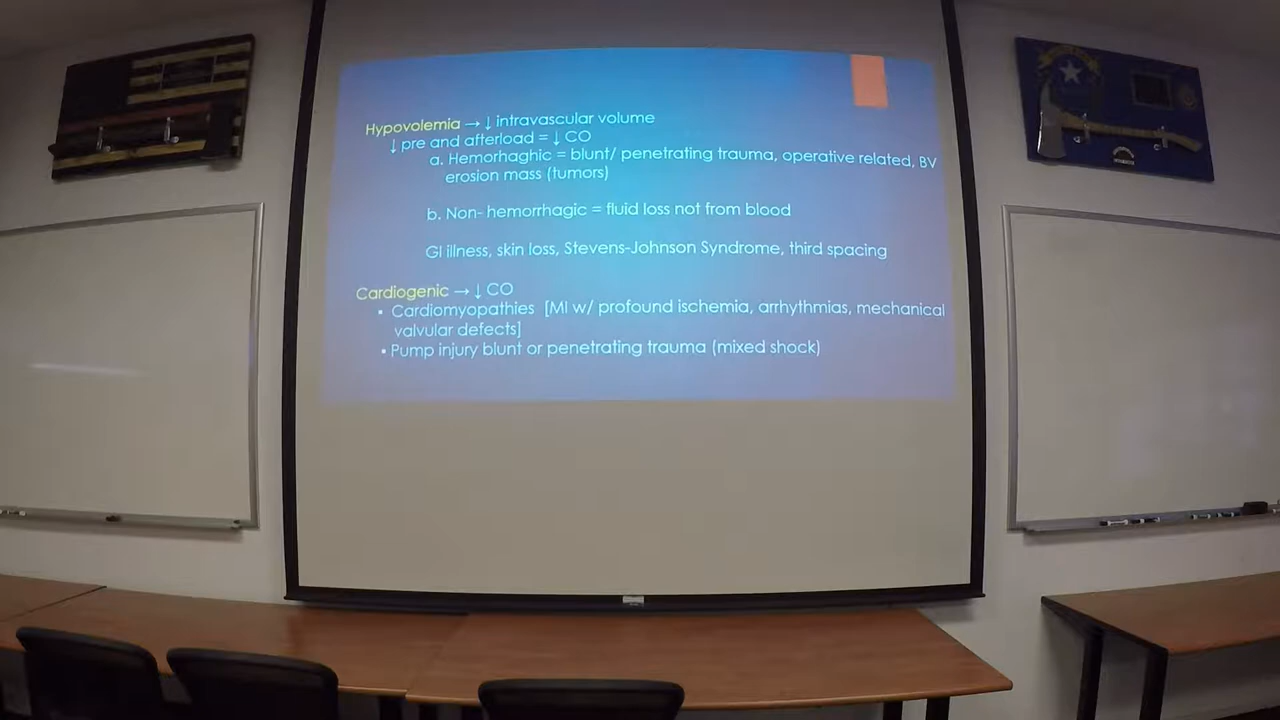 Hypovolemia → ↓ intravascular volume
↓ pre and afterload = ↓ CO
a. Hemorhaghic = blunt/ penetrating trauma, operative related, BV
erosion mass (tumors)
b. Non- hemorrhagic = fluid loss not from blood
GI illness, skin loss, Stevens-Johnson Syndrome, third spacing
Cardiogenic → ↓ CO
• Cardiomyopathies [MI w/ profound ischemia, arrhythmias, mechanical
valvular defects]
• Pump injury blunt or penetrating trauma (mixed shock)